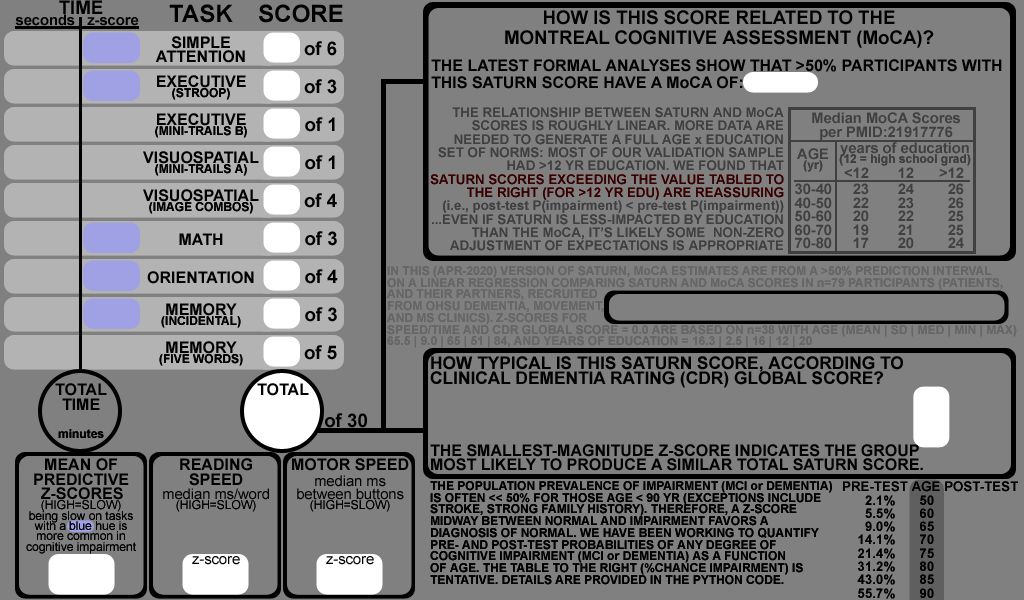 TIME
seconds z-score
TASK
SCORE
SIMPLE
ATTENTION
of 6
EXECUTIVE
(STROOP)
of 3
EXECUTIVE
(MINI-TRAILS B)
of 1
VISUOSPATIAL
(MINI-TRAILS A)
of 1
VISUOSPATIAL
(IMAGE COMBOS)
of 4
MATH
of 3
ORIENTATION
of 4
MEMORY
(INCIDENTAL)
of 3
MEMORY
(FIVE WORDS)
of 5
TOTAL
TIME
minutes
TOTAL
of 30
MEAN OF
PREDICTIVE
Z-SCORES
(HIGH=SLOW)
being slow on tasks
with a blue hue is
more common in
cognitive impairment
READING
SPEED
median ms/word
(HIGH=SLOW)
z-score
MOTOR SPEED
median ms
between buttons
(HIGH=SLOW)
z-score
HOW IS THIS SCORE RELATED TO THE
MONTREAL COGNITIVE ASSESSMENT (MoCA)?
THE LATEST FORMAL ANALYSES SHOW THAT >50% PARTICIPANTS WITH
THIS SATURN SCORE HAVE A MoCA OF:
THE RELATIONSHIP BETWEEN SATURN AND MoCA
SCORES IS ROUGHLY LINEAR. MORE DATA ARE
NEEDED TO GENERATE A FULL AGE x EDUCATION
SET OF NORMS: MOST OF OUR VALIDATION SAMPLE
HAD >12 YR EDUCATION. WE FOUND THAT
SATURN SCORES EXCEEDING THE VALUE TABLED TO
THE RIGHT (FOR >12 YR EDU) ARE REASSURING
(i.e., post-test P(impairment) < pre-test P(impairment))
...EVEN IF SATURN IS LESS-IMPACTED BY EDUCATION
THAN THE MoCA, IT'S LIKELY SOME NON-ZERO
ADJUSTMENT OF EXPECTATIONS IS APPROPRIATE
Median MoCA Scores
per PMID:21917776
AGE
(yr)
years of education
(12 = high school grad)
<12 12 >12
30-40 23 24 26
40-50 22 23 26
50-60 20 22 25
60-70 19 21 25
70-80 17 20 24
IN THIS (APR-2020) VERSION OF SATURN, MoCA ESTIMATES ARE FROM A >50% PREDICTION INTERVAL
ON A LINEAR REGRESSION COMPARING SATURN AND MoCA SCORES IN n=79 PARTICIPANTS (PATIENTS,
AND THEIR PARTNERS, RECRUITED
FROM OHSU DEMENTIA, MOVEMENT,
AND MS CLINICS). Z-SCORES FOR
SPEED/TIME AND CDR GLOBAL SCORE = 0.0 ARE BASED ON n=38 WITH AGE (MEAN | SD | MED | MIN | MAX)
65.5 | 9.0 | 65 | 51 | 84, AND YEARS OF EDUCATION = 16.3 | 2.5 | 16 | 12 | 20
HOW TYPICAL IS THIS SATURN SCORE, ACCORDING TO
CLINICAL DEMENTIA RATING (CDR) GLOBAL SCORE?
THE SMALLEST-MAGNITUDE Z-SCORE INDICATES THE GROUP
MOST LIKELY TO PRODUCE A SIMILAR TOTAL SATURN SCORE.
THE POPULATION PREVALENCE OF IMPAIRMENT (MCI or DEMENTIA)
IS OFTEN << 50% FOR THOSE AGE < 90 YR (EXCEPTIONS INCLUDE
STROKE, STRONG FAMILY HISTORY). THEREFORE, A Z-SCORE
MIDWAY BETWEEN NORMAL AND IMPAIRMENT FAVORS A
DIAGNOSIS OF NORMAL. WE HAVE BEEN WORKING TO QUANTIFY
PRE- AND POST-TEST PROBABILITIES OF ANY DEGREE OF
COGNITIVE IMPAIRMENT (MCI or DEMENTIA) AS A FUNCTION
OF AGE. THE TABLE TO THE RIGHT (%CHANCE IMPAIRMENT) IS
TENTATIVE. DETAILS ARE PROVIDED IN THE PYTHON CODE.
PRE-TEST AGE POST-TEST
2.1% 50
5.5% 60
9.0% 65
14.1% 70
21.4% 75
31.2% 80
43.0% 85
55.7% 90